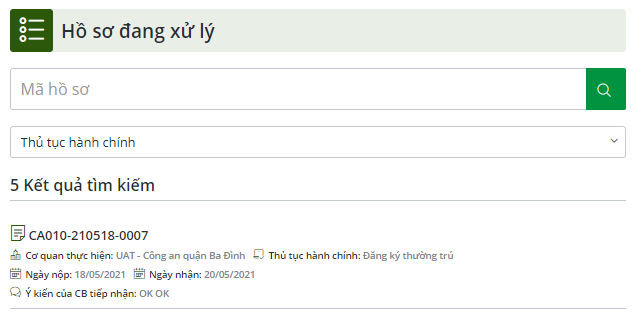 Hồ sơ đang xử lý
Mã hồ sơ
Thủ tục hành chính
5 Kết quả tìm kiếm
CA010-210518-0007
Cơ quan thực hiện: UAT - Công an quận Ba Đình Thủ tục hành chính: Đăng ký thường trú
Ngày nộp: 18/05/2021 Ngày nhận: 20/05/2021
Ý kiến của CB tiếp nhận: OK OK